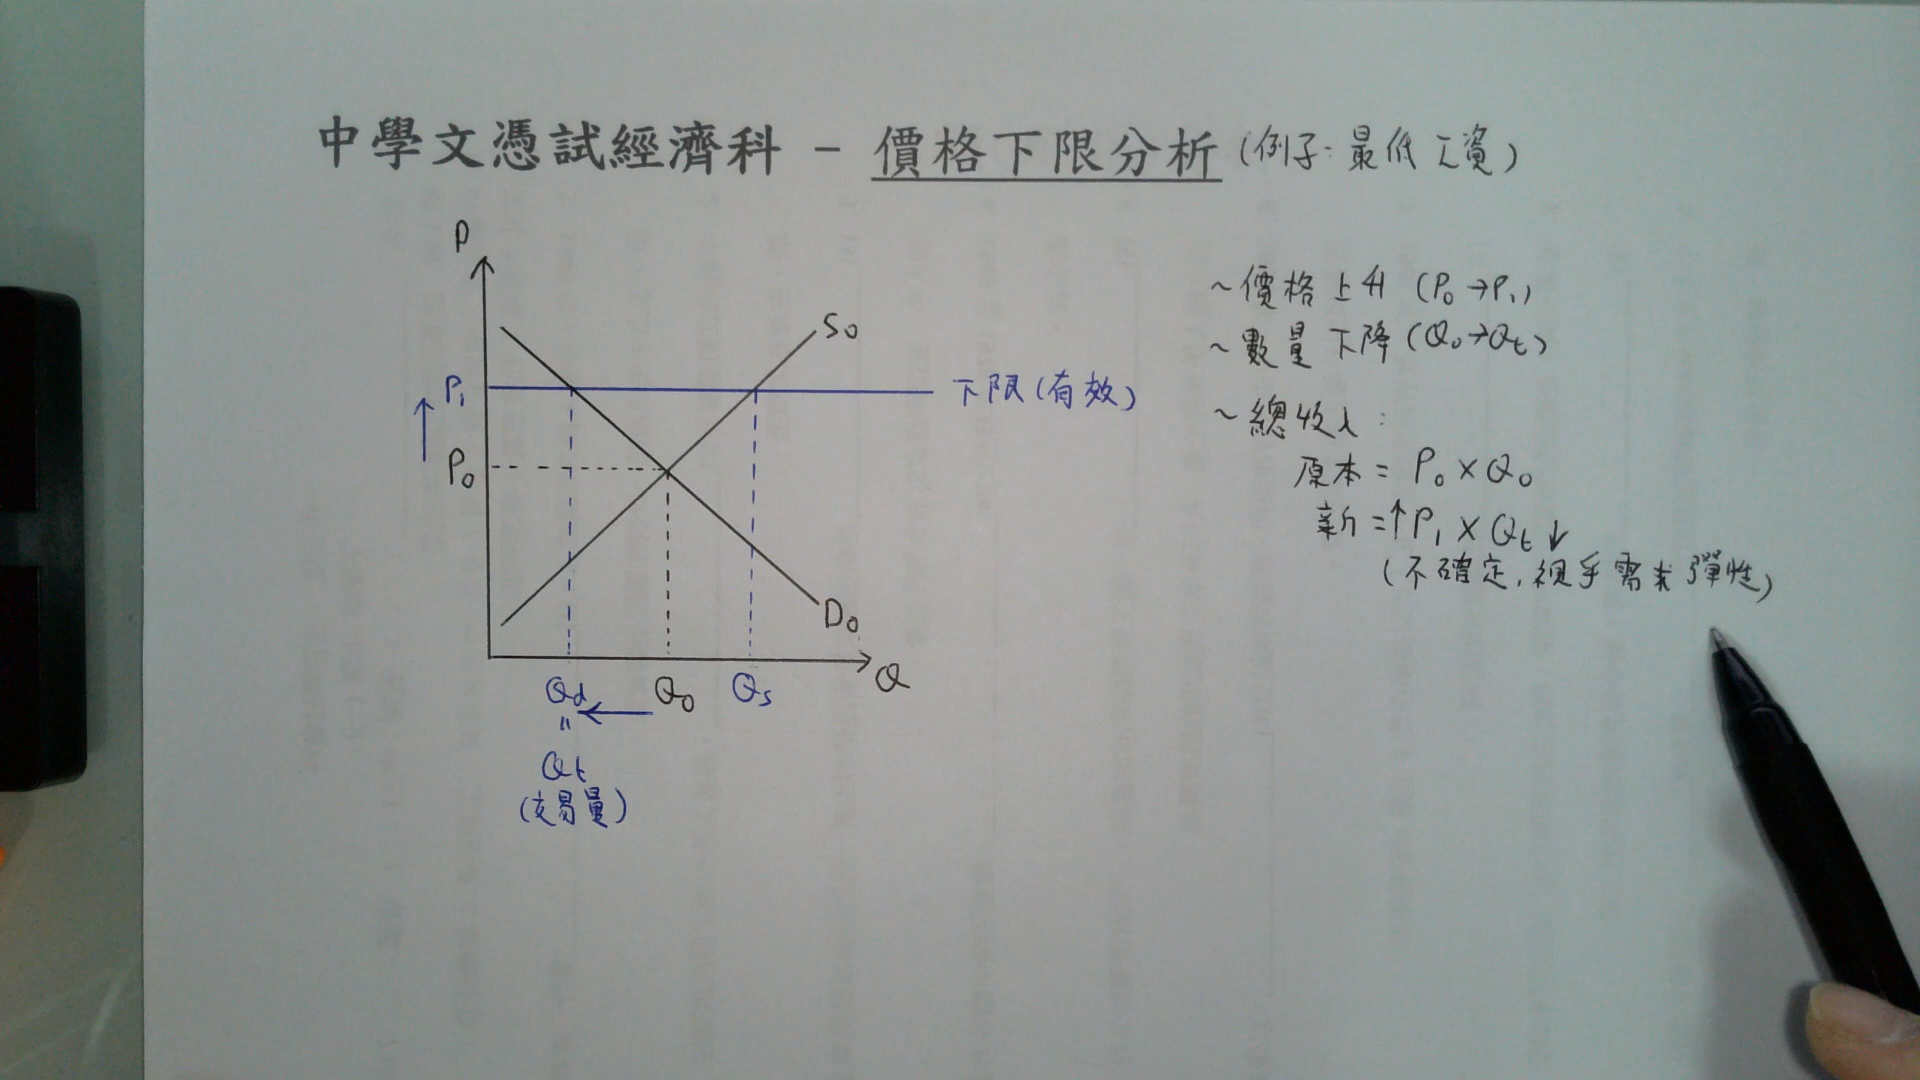 中學文憑試經濟科 – 價格下限分析 (例子: 最低工資)
P
S₀
P₁
下限(有效)
P₀
D₀
Q
Qd
Q₀
Qs
"
Qt
(交易量)
~ 價格上升 (P₀→P₁)
~ 數量下降 (Q₀→Qt)
~ 總收入:
原本 = P₀ × Q₀
新 = ↑P₁ × Qt↓
(不確定, 視乎需求彈性)